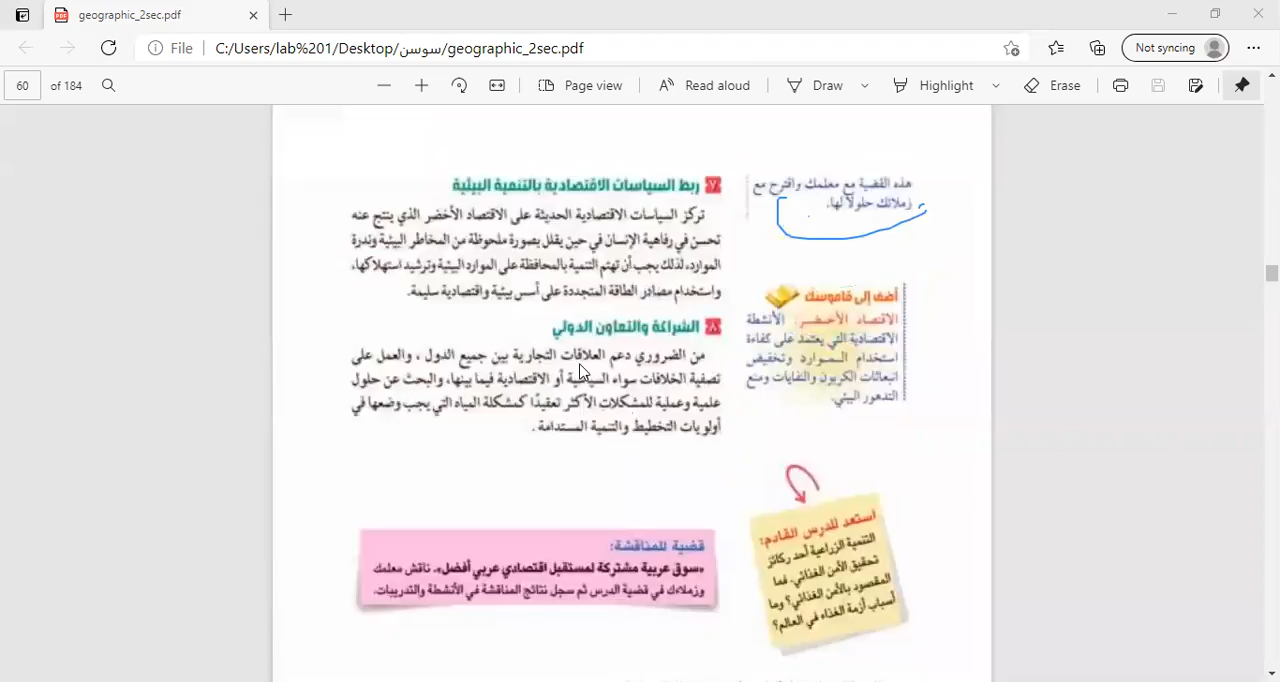 geographic_2sec.pdf
File C:/Users/lab%201/Desktop/سوسن/geographic_2sec.pdf
Not syncing
60 of 184
Page view
Read aloud
Draw
Highlight
Erase
هذه القضية مع معلمك واقترح مع
زملائك حلولاً لها.
٧ ربط السياسات الاقتصادية بالتنمية البيئية
تركز السياسات الاقتصادية الحديثة على الاقتصاد الأخضر الذي ينتج عنه
تحسن في رفاهية الإنسان في حين يقلل بصورة ملحوظة من المخاطر البيئية وندرة
الموارد، لذلك يجب أن تهتم التنمية بالمحافظة على الموارد البيئية وترشيد استهلاكها،
واستخدام مصادر الطاقة المتجددة على أسس بيئية واقتصادية سليمة.
أضف إلى قاموسك
الاقتصاد الأخضر: الأنشطة
الاقتصادية التي يعتمد على كفاءة
استخدام الموارد وتخفيض
انبعاثات الكربون والنفايات ومنع
التدهور البيئي.
٨ الشراكة والتعاون الدولي
من الضروري دعم العلاقات التجارية بين جميع الدول ، والعمل على
تصفية الخلافات سواء السياسية أو الاقتصادية فيما بينها، والبحث عن حلول
علمية وعملية للمشكلات الأكثر تعقيدًا كمشكلة المياه التي يجب وضعها في
أولويات التخطيط والتنمية المستدامة .
استعد للدرس القادم:
التنمية الزراعية أحد ركائز
تحقيق الأمن الغذائي. فما
المقصود بالأمن الغذائي؟ وما
أسباب أزمة الغذاء في العالم؟
قضية للمناقشة:
«سوق عربية مشتركة لمستقبل اقتصادي عربي أفضل». ناقش معلمك
وزملاءك في قضية الدرس ثم سجل نتائج المناقشة في الأنشطة والتدريبات.